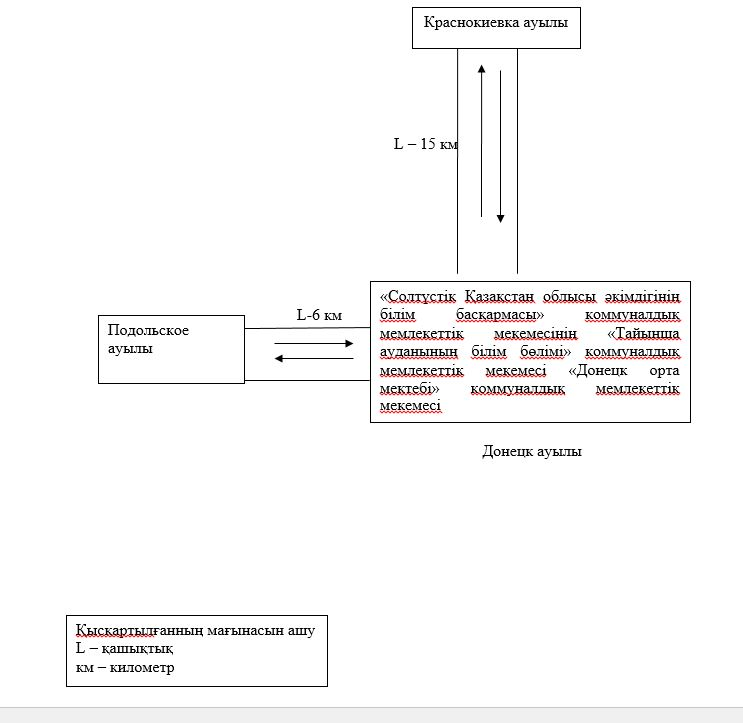 Краснокиевка ауылы
L – 15 км
L-6 км
Подольское
ауылы
«Солтүстік Қазақстан облысы әкімдігінің
білім басқармасы» коммуналдық
мемлекеттік мекемесінің «Тайынша
ауданының білім бөлімі» коммуналдық
мемлекеттік мекемесі «Донецк орта
мектебі» коммуналдық мемлекеттік
мекемесі
Донецк ауылы
Қысқартылғанның мағынасын ашу
L – қашықтық
км – километр